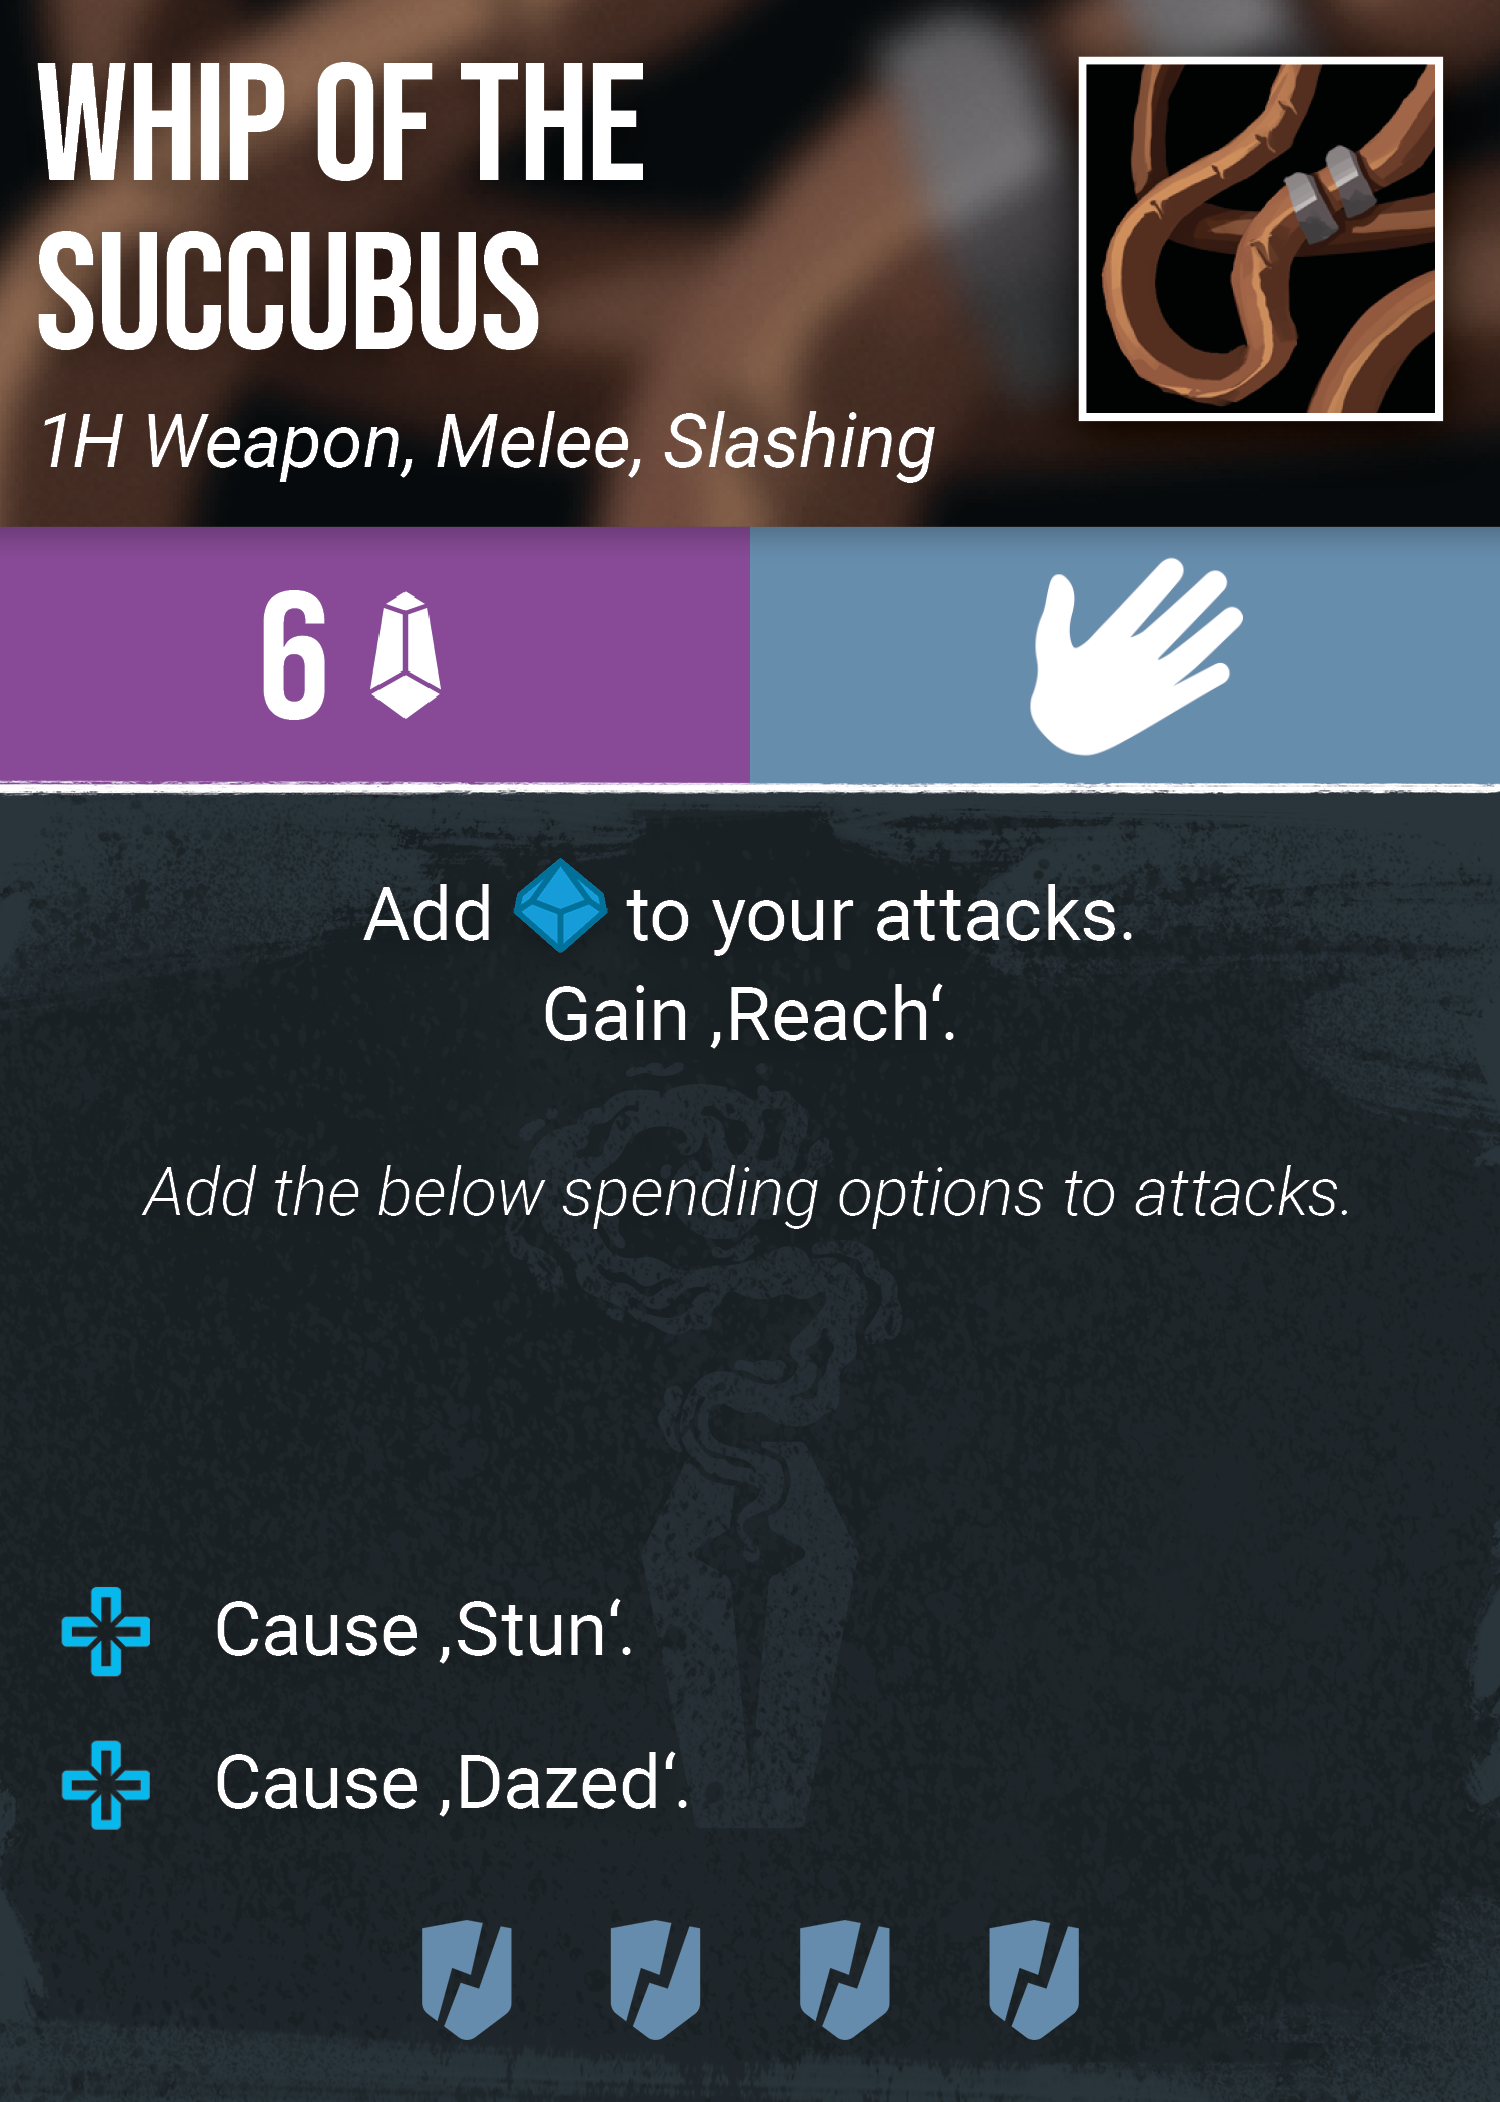 WHIP OF THE
SUCCUBUS
1H Weapon, Melee, Slashing
6
Add to your attacks.
Gain ‚Reach‘.
Add the below spending options to attacks.
Cause ‚Stun‘.
Cause ‚Dazed‘.